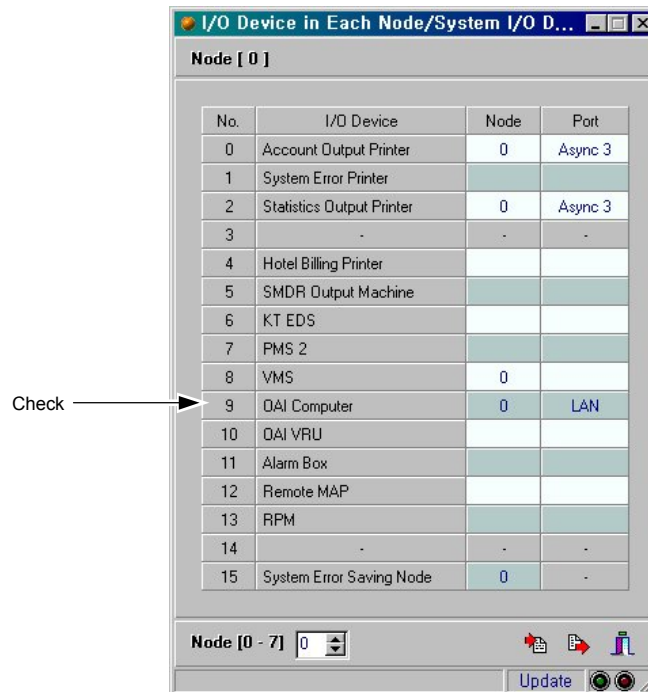 I/O Device in Each Node/System I/O D...
Node [ 0 ]
No. I/O Device Node Port
0 Account Output Printer 0 Async 3
1 System Error Printer
2 Statistics Output Printer 0 Async 3
3 - - -
4 Hotel Billing Printer
5 SMDR Output Machine
6 KT EDS
7 PMS 2
8 VMS 0
Check 9 OAI Computer 0 LAN
10 OAI VRU
11 Alarm Box
12 Remote MAP
13 RPM
14 - - -
15 System Error Saving Node 0 -
Node [0 - 7] 0
Update